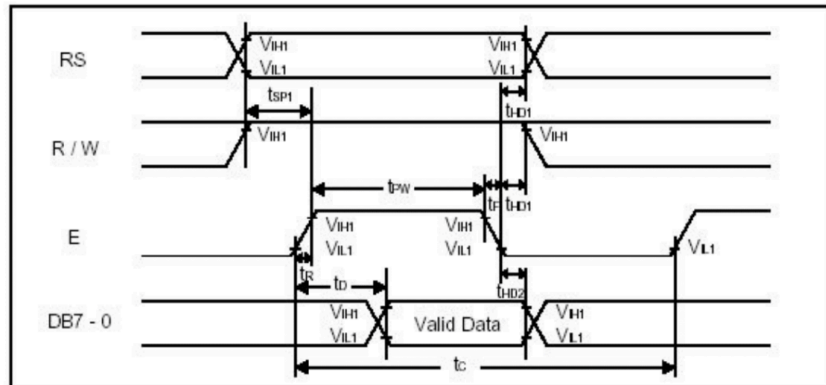 RS
VIH1
VIH1
VIL1
VIL1
tSP1
tHD1
R / W
VIH1
VIH1
tPW
tF
tHD1
E
VIH1
VIH1
VIL1
VIL1
VIL1
tR
tD
tHD2
DB7 - 0
VIH1
Valid Data
VIH1
VIL1
VIL1
tC